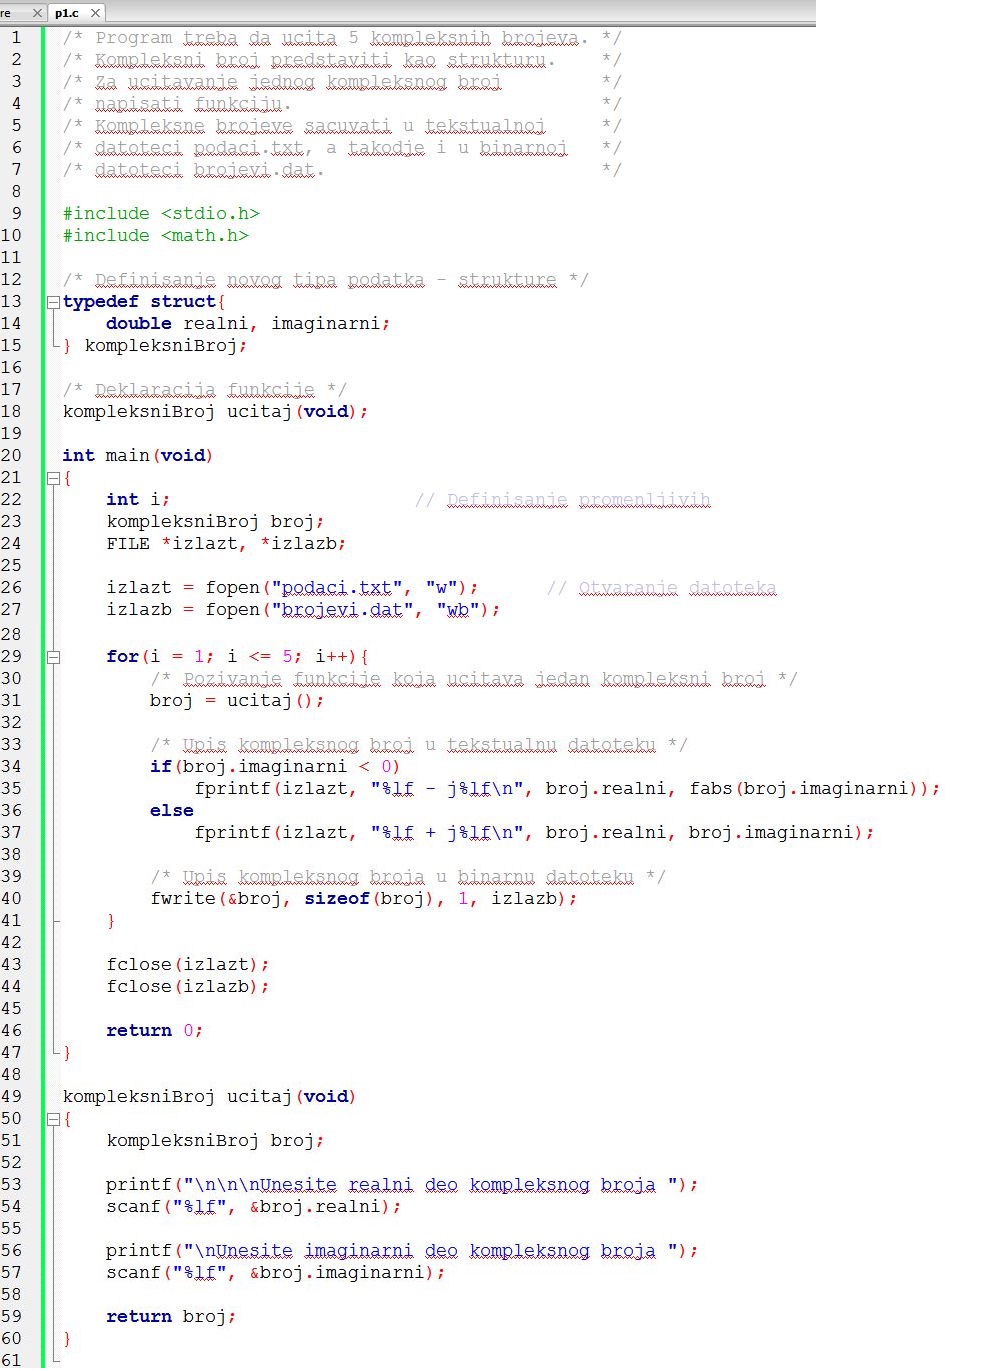 re
p1.c
1 /* Program treba da ucita 5 kompleksnih brojeva. */
2 /* Kompleksni broj predstaviti kao strukturu. */
3 /* Za ucitavanje jednog kompleksnog broj */
4 /* napisati funkciju. */
5 /* Kompleksne brojeve sacuvati u tekstualnoj */
6 /* datoteci podaci.txt, a takodje i u binarnoj */
7 /* datoteci brojevi.dat. */
8
9 #include <stdio.h>
10 #include <math.h>
11
12 /* Definisanje novog tipa podatka - strukture */
13 typedef struct{
14     double realni, imaginarni;
15 } kompleksniBroj;
16
17 /* Deklaracija funkcije */
18 kompleksniBroj ucitaj(void);
19
20 int main(void)
21 {
22     int i; // Definisanje promenljivih
23     kompleksniBroj broj;
24     FILE *izlazt, *izlazb;
25
26     izlazt = fopen("podaci.txt", "w"); // Otvaranje datoteka
27     izlazb = fopen("brojevi.dat", "wb");
28
29     for(i = 1; i <= 5; i++){
30         /* Pozivanje funkcije koja ucitava jedan kompleksni broj */
31         broj = ucitaj();
32
33         /* Upis kompleksnog broj u tekstualnu datoteku */
34         if(broj.imaginarni < 0)
35             fprintf(izlazt, "%lf - j%lf\n", broj.realni, fabs(broj.imaginarni));
36         else
37             fprintf(izlazt, "%lf + j%lf\n", broj.realni, broj.imaginarni);
38
39         /* Upis kompleksnog broja u binarnu datoteku */
40         fwrite(&broj, sizeof(broj), 1, izlazb);
41     }
42
43     fclose(izlazt);
44     fclose(izlazb);
45
46     return 0;
47 }
48
49 kompleksniBroj ucitaj(void)
50 {
51     kompleksniBroj broj;
52
53     printf("\n\n\nUnesite realni deo kompleksnog broja ");
54     scanf("%lf", &broj.realni);
55
56     printf("\nUnesite imaginarni deo kompleksnog broja ");
57     scanf("%lf", &broj.imaginarni);
58
59     return broj;
60 }
61